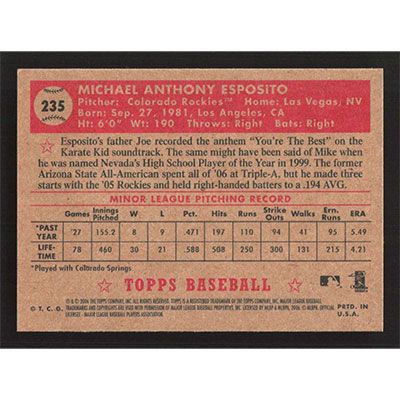 235
MICHAEL ANTHONY ESPOSITO
Pitcher: Colorado Rockies™ Home: Las Vegas, NV
Born: Sep. 27, 1981, Los Angeles, CA
Ht: 6'0" Wt: 190 Throws: Right Bats: Right
Esposito's father Joe recorded the anthem "You're The Best" on the
Karate Kid soundtrack. The same might have been said of Mike when
he was named Nevada's High School Player of the Year in 1999. The former
Arizona State All-American spent all of '06 at Triple-A, but he made three
starts with the '05 Rockies and held right-handed batters to a .194 AVG.
MINOR LEAGUE PITCHING RECORD
Games Innings Pitched W L Pct. Hits Runs Strike Outs Walks Ern. Runs ERA
*PAST YEAR 27 155.2 8 9 .471 197 110 94 41 95 5.49
LIFE-TIME 78 460 30 21 .588 508 244 311 131 215 4.21
*Played with Colorado Springs
TOPPS BASEBALL
© T.C.G.
PRTD. IN
U.S.A.